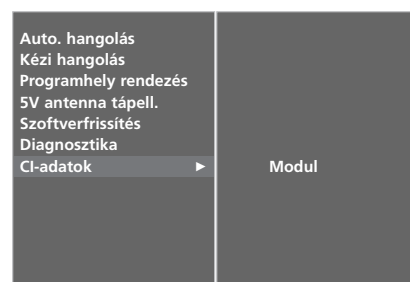 Auto. hangolás
Kézi hangolás
Programhely rendezés
5V antenna tápell.
Szoftverfrissítés
Diagnosztika
CI-adatok ► Modul